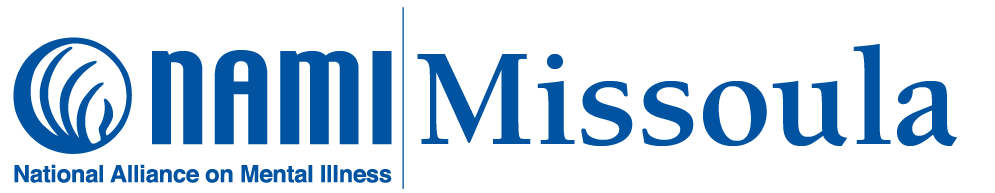 NAMI Missoula
National Alliance on Mental Illness